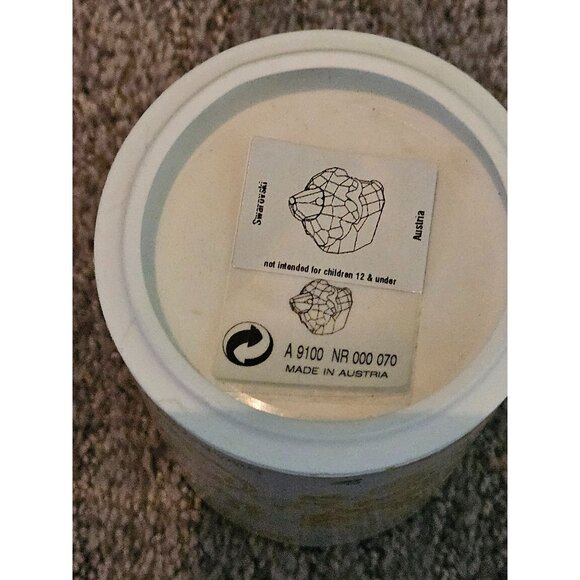 Swarovski
Austria
not intended for children 12 & under
A 9100 NR 000 070
MADE IN AUSTRIA